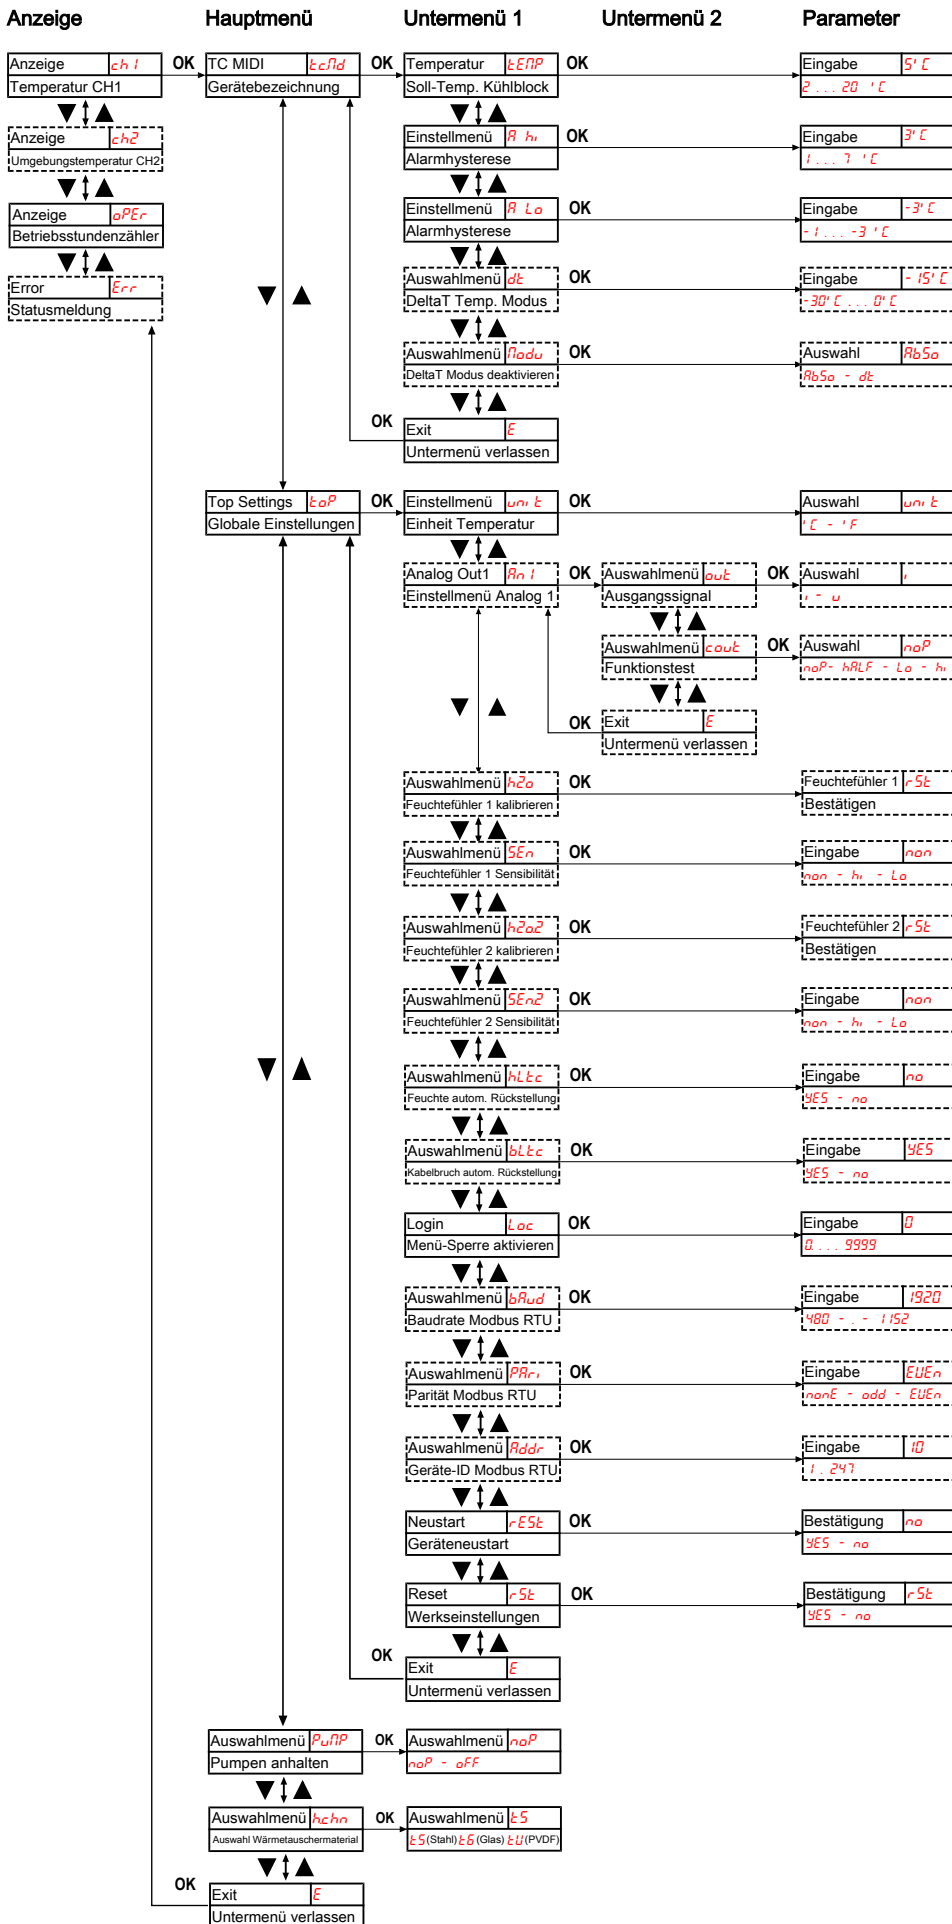 Anzeige Hauptmenü Untermenü 1 Untermenü 2 Parameter
Anzeige ch1 OK TC MIDI tcMd OK Temperatur tEMP OK Eingabe 5°C
Temperatur CH1 Gerätebezeichnung Soll-Temp. Kühlblock 2 . . . 20 °C
Anzeige ch2 Einstellmenü A hi OK Eingabe 3°C
Umgebungstemperatur CH2 Alarmhysterese 1 . . . 7 °C
Anzeige oPEr Einstellmenü A Lo OK Eingabe -3°C
Betriebsstundenzähler Alarmhysterese -1 . . . -3 °C
Error Err Auswahlmenü dt OK Eingabe -15°C
Statusmeldung DeltaT Temp. Modus -30°C . . . 0°C
Auswahlmenü Modu OK Auswahl AbSo
DeltaT Modus deaktivieren AbSo - dt
OK Exit E
Untermenü verlassen
Top Settings toP OK Einstellmenü unit OK Auswahl unit
Globale Einstellungen Einheit Temperatur °C - °F
Analog Out1 An1 OK Auswahlmenü out OK Auswahl i
Einstellmenü Analog 1 Ausgangssignal i - u
Auswahlmenü cout OK Auswahl noP
Funktionstest noP- hALF - Lo - hi
OK Exit E
Untermenü verlassen
Auswahlmenü h2o OK Feuchtefühler 1 rSt
Feuchtefühler 1 kalibrieren Bestätigen
Auswahlmenü SEn OK Eingabe non
Feuchtefühler 1 Sensibilität non - hi - Lo
Auswahlmenü h2o.2 OK Feuchtefühler 2 rSt
Feuchtefühler 2 kalibrieren Bestätigen
Auswahlmenü SEn.2 OK Eingabe non
Feuchtefühler 2 Sensibilität non - hi - Lo
Auswahlmenü hLtc OK Eingabe no
Feuchte autom. Rückstellung YES - no
Auswahlmenü bLtc OK Eingabe YES
Kabelbruch autom. Rückstellung YES - no
Login Loc OK Eingabe 0
Menü-Sperre aktivieren 0. . . . 9999
Auswahlmenü bAud OK Eingabe 1920
Baudrate Modbus RTU 480 - . - 1152
Auswahlmenü PAri OK Eingabe EUEn
Parität Modbus RTU nonE - odd - EUEn
Auswahlmenü Addr OK Eingabe 10
Geräte-ID Modbus RTU 1 . 247
Neustart rESt OK Bestätigung no
Geräteneustart YES - no
Reset rSt OK Bestätigung rSt
Werkseinstellungen YES - no
OK Exit E
Untermenü verlassen
Auswahlmenü PuMP OK Auswahlmenü noP
Pumpen anhalten noP - oFF
Auswahlmenü h.chn OK Auswahlmenü tS
Auswahl Wärmetauschermaterial tS (Stahl) tG (Glas) tU (PVDF)
OK Exit E
Untermenü verlassen